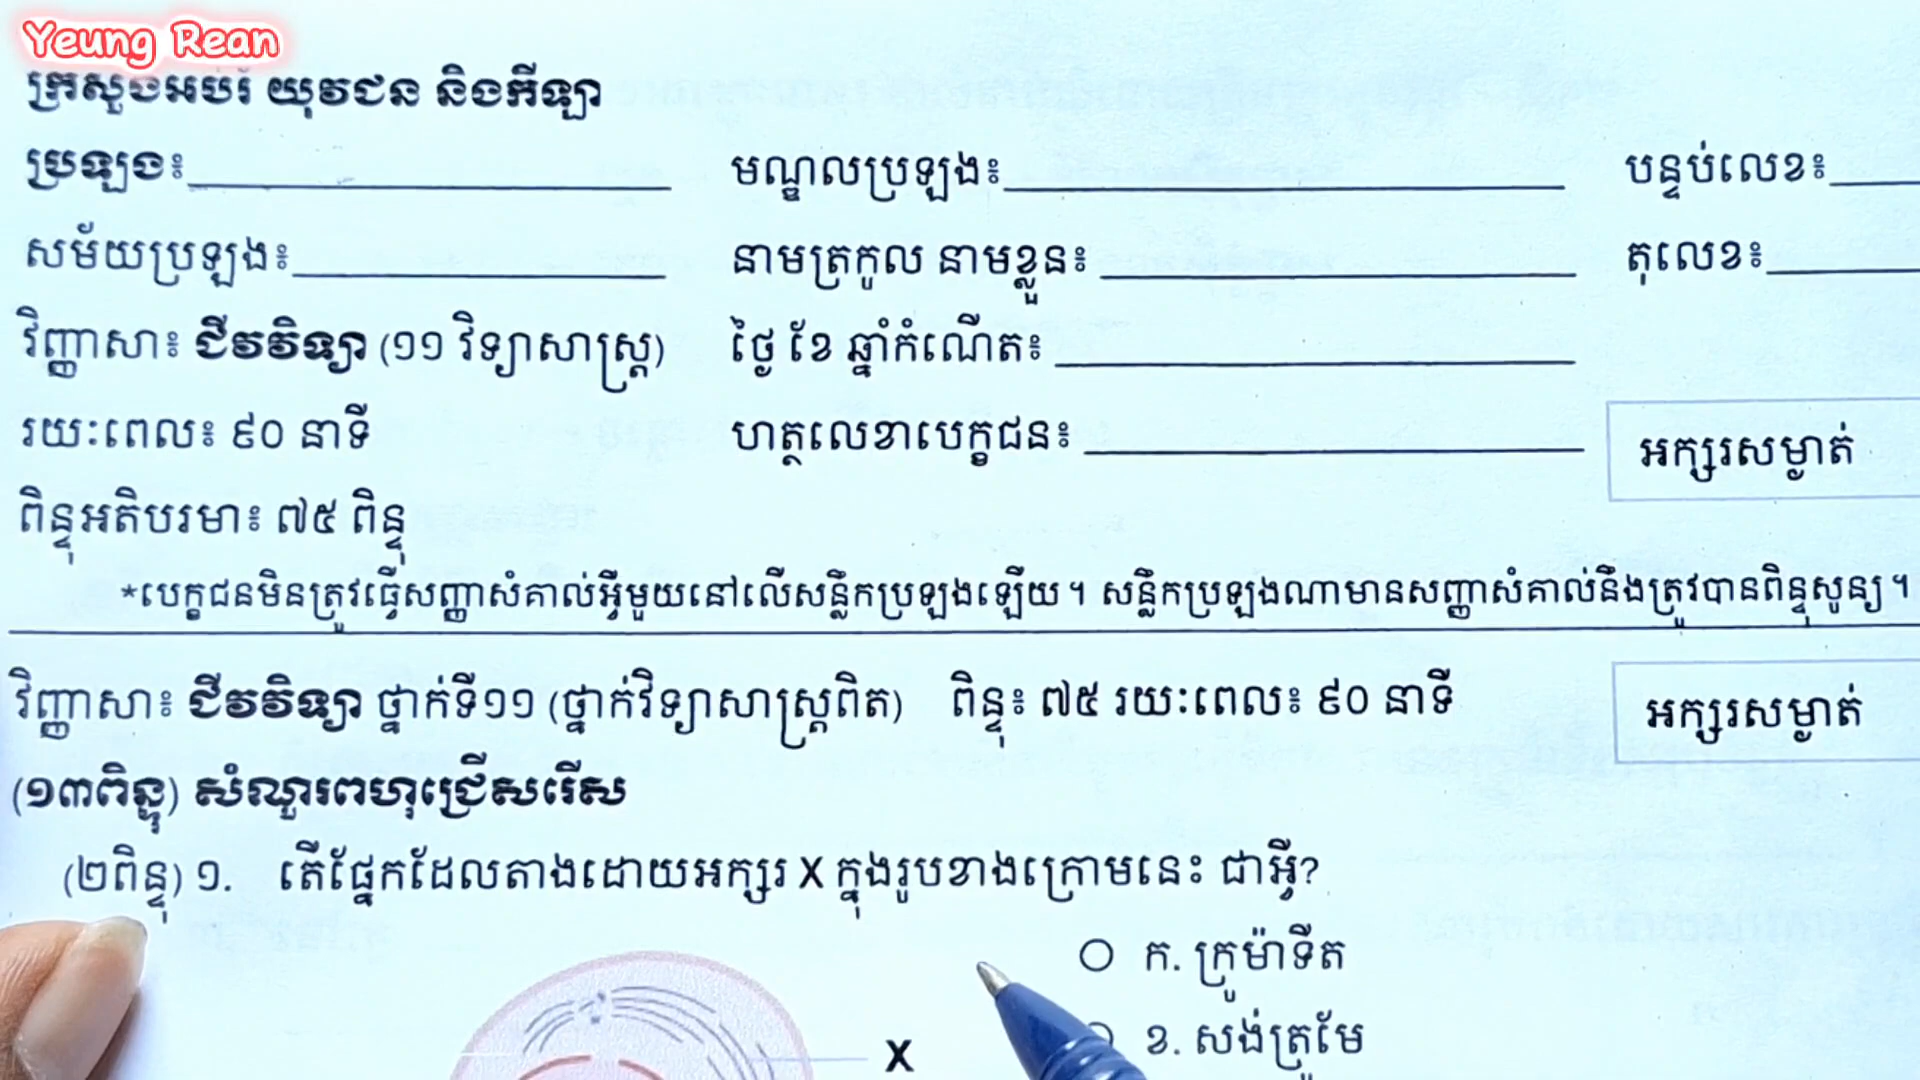 Yeung Rean
ក្រសួងអប់រំ យុវជន និងកីឡា
ប្រឡង៖ មណ្ឌលប្រឡង៖ បន្ទប់លេខ៖
សម័យប្រឡង៖ នាមត្រកូល នាមខ្លួន៖ តុលេខ៖
វិញ្ញាសា៖ ជីវវិទ្យា (១១ វិទ្យាសាស្ត្រ) ថ្ងៃ ខែ ឆ្នាំកំណើត៖
រយៈពេល៖ ៩០ នាទី ហត្ថលេខាបេក្ខជន៖ អក្សរសម្ងាត់
ពិន្ទុអតិបរមា៖ ៧៥ ពិន្ទុ
*បេក្ខជនមិនត្រូវធ្វើសញ្ញាសំគាល់អ្វីមួយនៅលើសន្លឹកប្រឡងឡើយ។ សន្លឹកប្រឡងណាមានសញ្ញាសំគាល់នឹងត្រូវបានពិន្ទុសូន្យ។
វិញ្ញាសា៖ ជីវវិទ្យា ថ្នាក់ទី១១ (ថ្នាក់វិទ្យាសាស្ត្រពិត) ពិន្ទុ៖ ៧៥ រយៈពេល៖ ៩០ នាទី អក្សរសម្ងាត់
(១៣ពិន្ទុ) សំណួរពហុជ្រើសរើស
(២ពិន្ទុ) ១. តើផ្នែកដែលតាងដោយអក្សរ X ក្នុងរូបខាងក្រោមនេះ ជាអ្វី?
ក. ក្រូម៉ាទីត
ខ. សង់ត្រូមែ
X